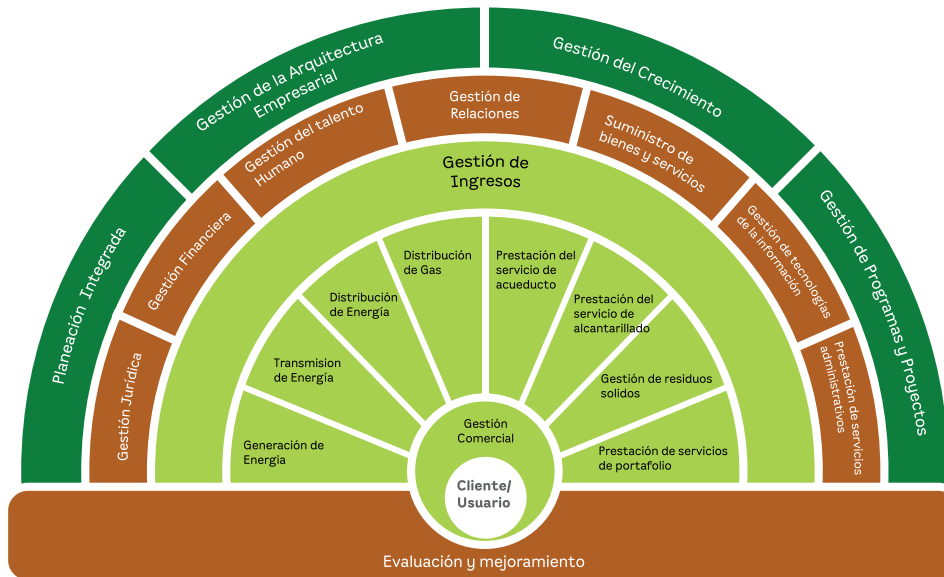 Planeación Integrada
Gestión de la Arquitectura
Empresarial
Gestión del Crecimiento
Gestión de Programas y Proyectos
Gestión Jurídica
Gestión Financiera
Gestión del talento
Humano
Gestión de
Relaciones
Suministro de
bienes y servicios
Gestión de tecnologías
de la información
Prestación de servicios
administrativos
Gestión de
Ingresos
Generación de
Energía
Transmision
de Energía
Distribución
de Energía
Distribución
de Gas
Prestación del
servicio de
acueducto
Prestación del
servicio de
alcantarillado
Gestión de residuos
solidos
Prestación de servicios
de portafolio
Gestión
Comercial
Cliente/
Usuario
Evaluación y mejoramiento